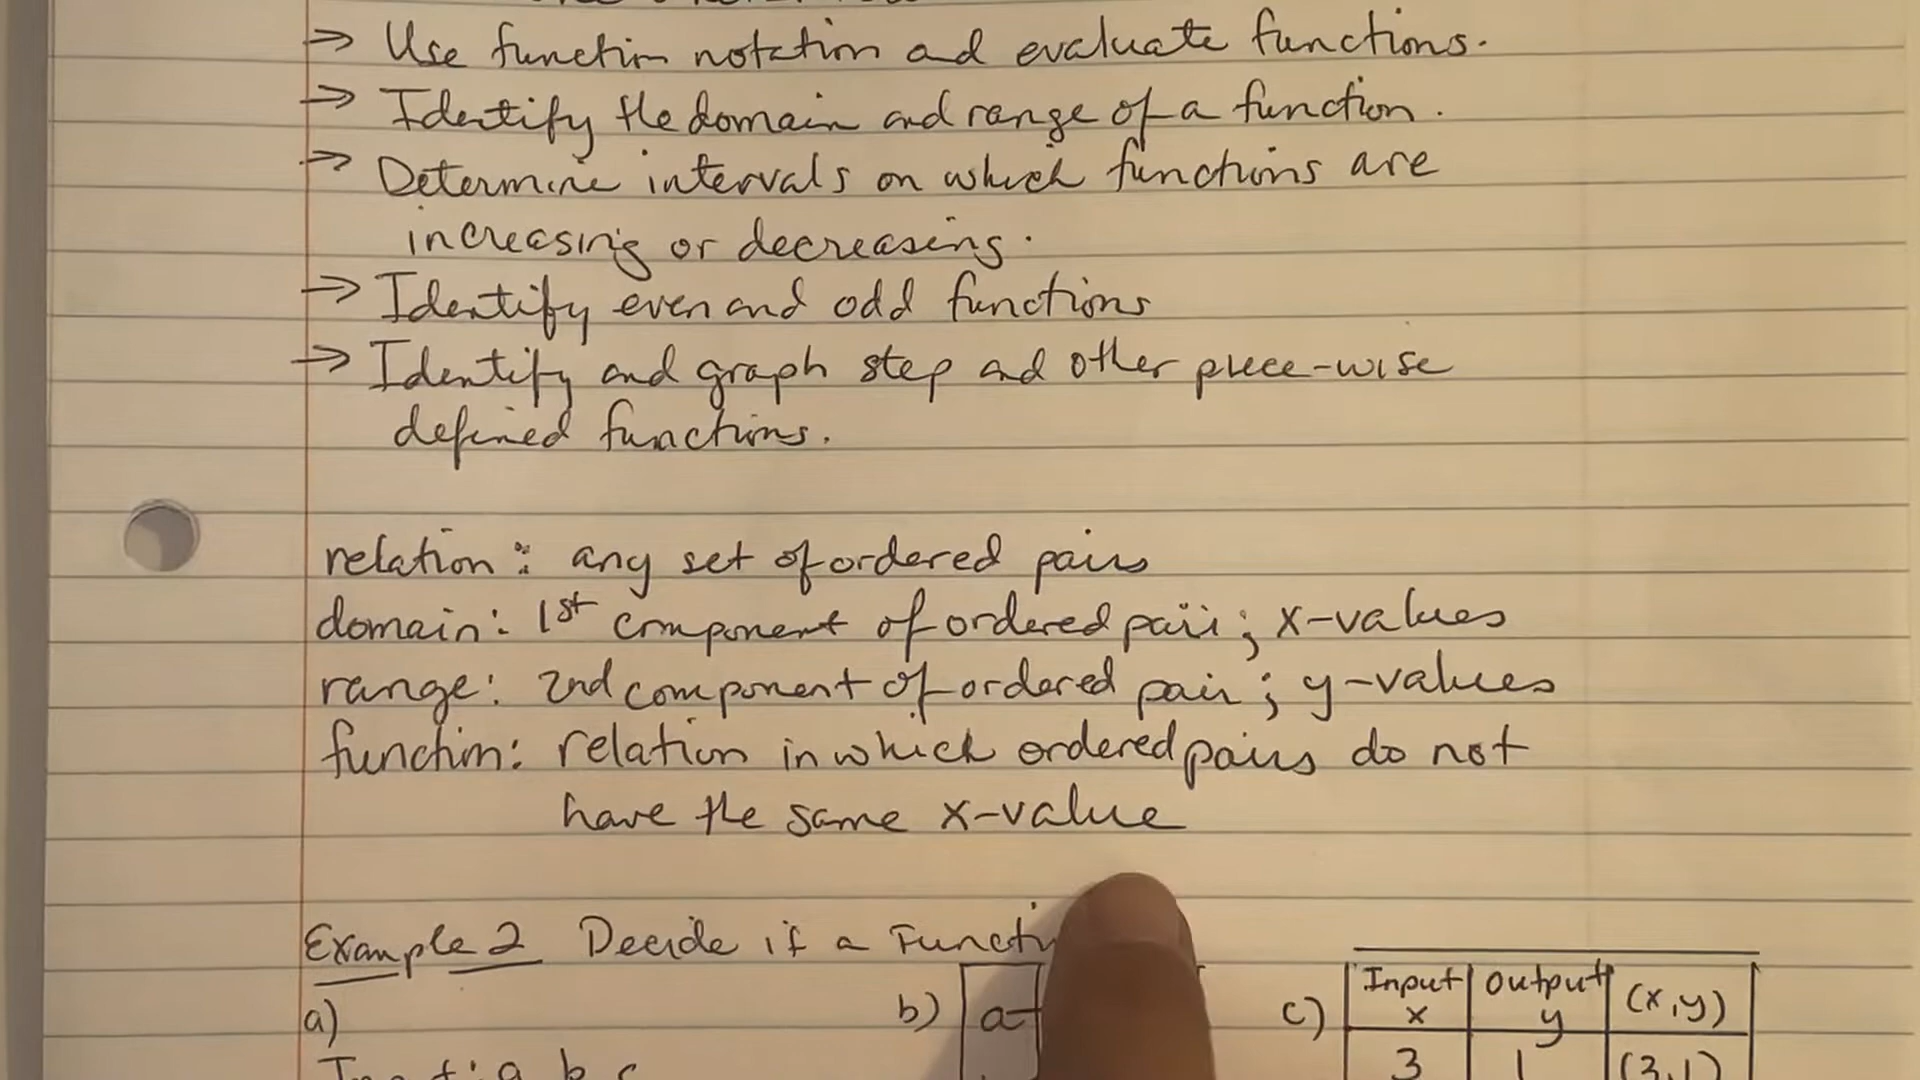 → Use function notation and evaluate functions.
→ Identify the domain and range of a function.
→ Determine intervals on which functions are
increasing or decreasing.
→ Identify even and odd functions
→ Identify and graph step and other piece-wise
defined functions.
relation: any set of ordered pairs
domain: 1st component of ordered pair; x-values
range: 2nd component of ordered pair; y-values
function: relation in which ordered pairs do not
have the same x-value
Example 2 Decide if a Functi
a) b) a c) Input x Output y (x,y)
a b c 3 1 (3,1)